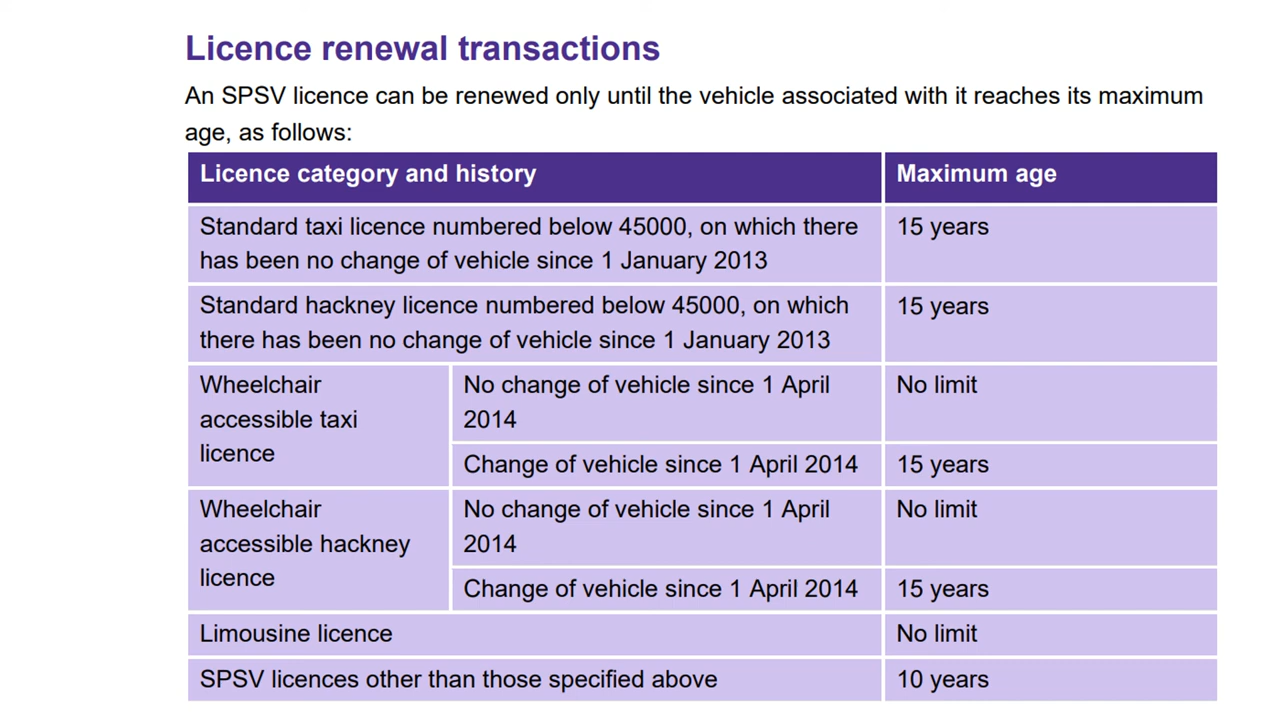 Licence renewal transactions
An SPSV licence can be renewed only until the vehicle associated with it reaches its maximum
age, as follows:
Licence category and history Maximum age
Standard taxi licence numbered below 45000, on which there 15 years
has been no change of vehicle since 1 January 2013
Standard hackney licence numbered below 45000, on which 15 years
there has been no change of vehicle since 1 January 2013
Wheelchair No change of vehicle since 1 April No limit
accessible taxi 2014
licence
Change of vehicle since 1 April 2014 15 years
Wheelchair No change of vehicle since 1 April No limit
accessible hackney 2014
licence
Change of vehicle since 1 April 2014 15 years
Limousine licence No limit
SPSV licences other than those specified above 10 years